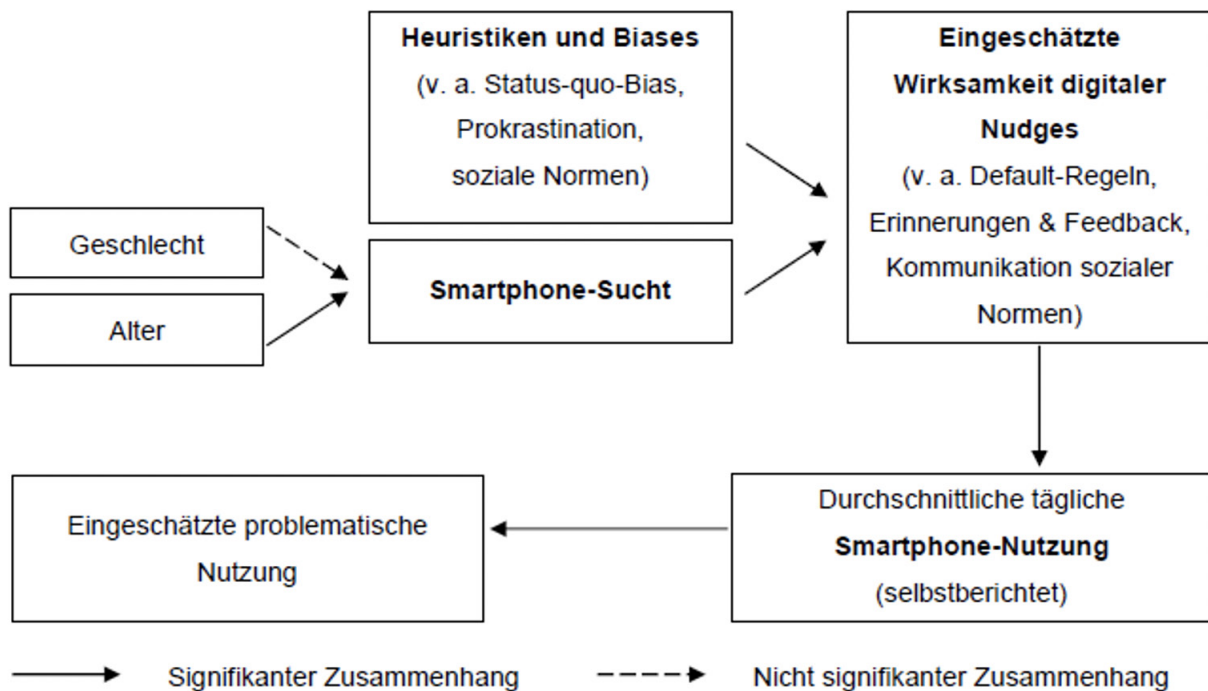 Heuristiken und Biases
(v. a. Status-quo-Bias,
Prokrastination,
soziale Normen)
Eingeschätzte
Wirksamkeit digitaler
Nudges
(v. a. Default-Regeln,
Erinnerungen & Feedback,
Kommunikation sozialer
Normen)
Geschlecht
Alter
Smartphone-Sucht
Eingeschätzte problematische
Nutzung
Durchschnittliche tägliche
Smartphone-Nutzung
(selbstberichtet)
Signifikanter Zusammenhang
Nicht signifikanter Zusammenhang